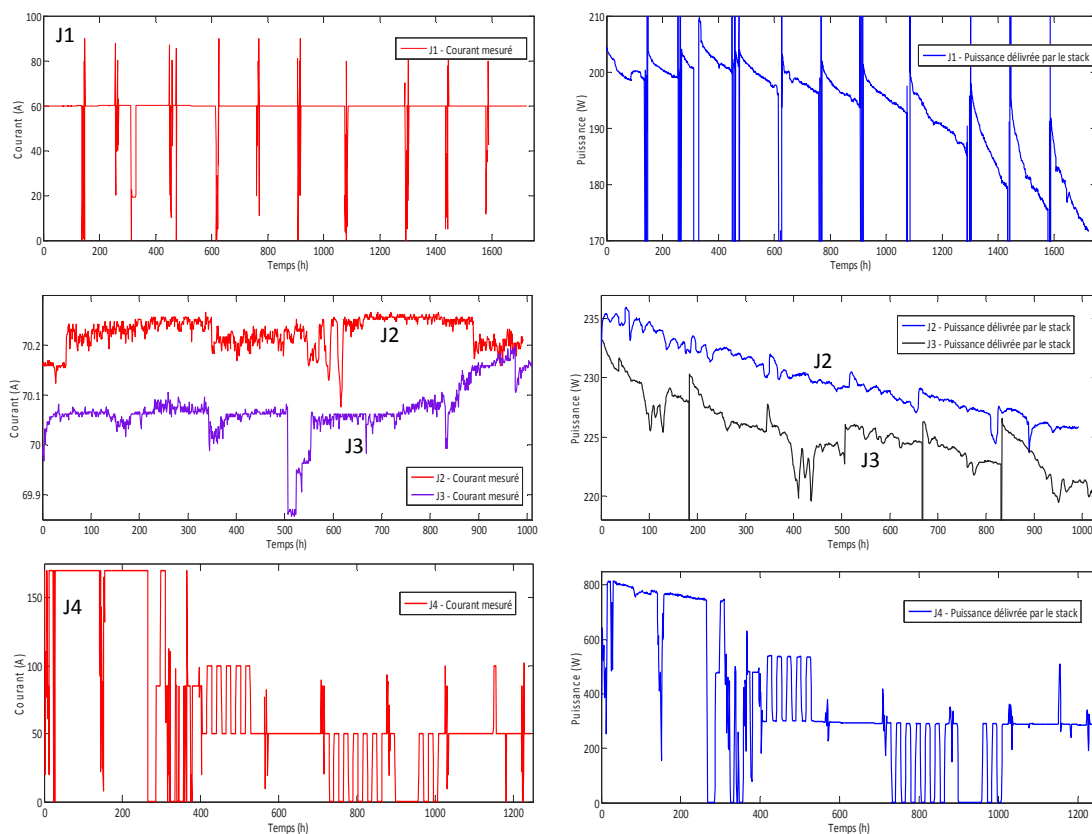 J1
J1 - Courant mesuré
Courant (A)
100
80
60
40
20
0
0 200 400 600 800 1000 1200 1400 1600
Temps (h)
J1 - Puissance délivrée par le stack
Puissance (W)
210
200
190
180
170
0 200 400 600 800 1000 1200 1400 1600
Temps (h)
J2
J3
J2 - Courant mesuré
J3 - Courant mesuré
Courant (A)
70.2
70.1
70
69.9
0 100 200 300 400 500 600 700 800 900 1000
Temps (h)
J2 - Puissance délivrée par le stack
J3 - Puissance délivrée par le stack
J2
J3
Puissance (W)
235
230
225
220
0 100 200 300 400 500 600 700 800 900 1000
Temps (h)
J4
J4 - Courant mesuré
Courant (A)
150
100
50
0
0 200 400 600 800 1000 1200
Temps (h)
J4 - Puissance délivrée par le stack
Puissance (W)
800
600
400
200
0
0 200 400 600 800 1000 1200
Temps (h)